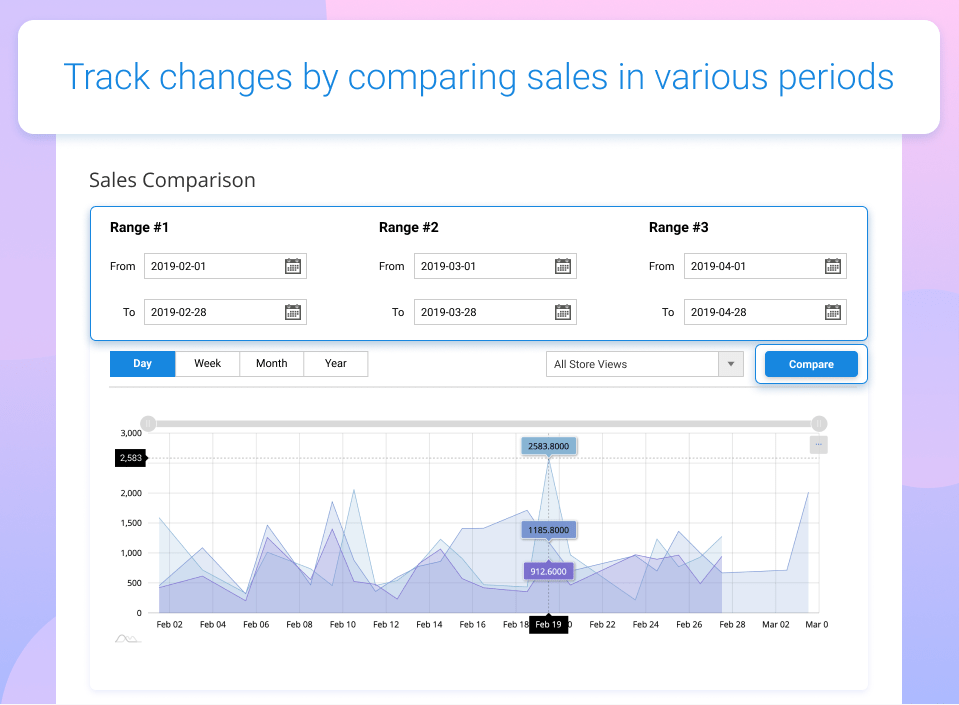 Track changes by comparing sales in various periods
Sales Comparison
Range #1 Range #2 Range #3
From 2019-02-01 From 2019-03-01 From 2019-04-01
To 2019-02-28 To 2019-03-28 To 2019-04-28
Day Week Month Year All Store Views Compare
3,000
2583.8000
2,583
2,000
1,500
1185.8000
1,000
912.6000
500
0
Feb 02 Feb 04 Feb 06 Feb 08 Feb 10 Feb 12 Feb 14 Feb 16 Feb 18 Feb 19 0 Feb 22 Feb 24 Feb 26 Feb 28 Mar 02 Mar 0